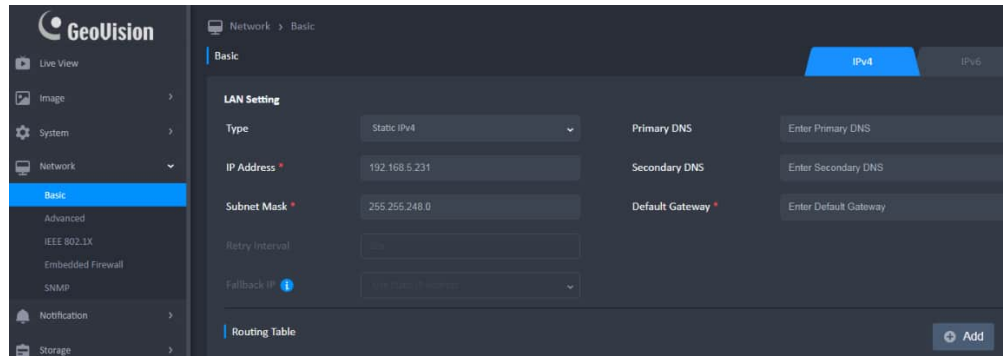 GeoVision
Network > Basic
Live View
Basic
IPv4
IPv6
Image
LAN Setting
System
Type
Static IPv4
Primary DNS
Enter Primary DNS
Network
IP Address *
192.168.5.231
Secondary DNS
Enter Secondary DNS
Basic
Subnet Mask *
255.255.248.0
Default Gateway *
Enter Default Gateway
Advanced
IEEE 802.1X
Retry Interval
Embedded Firewall
SNMP
Fallback IP
Notification
Routing Table
Add
Storage